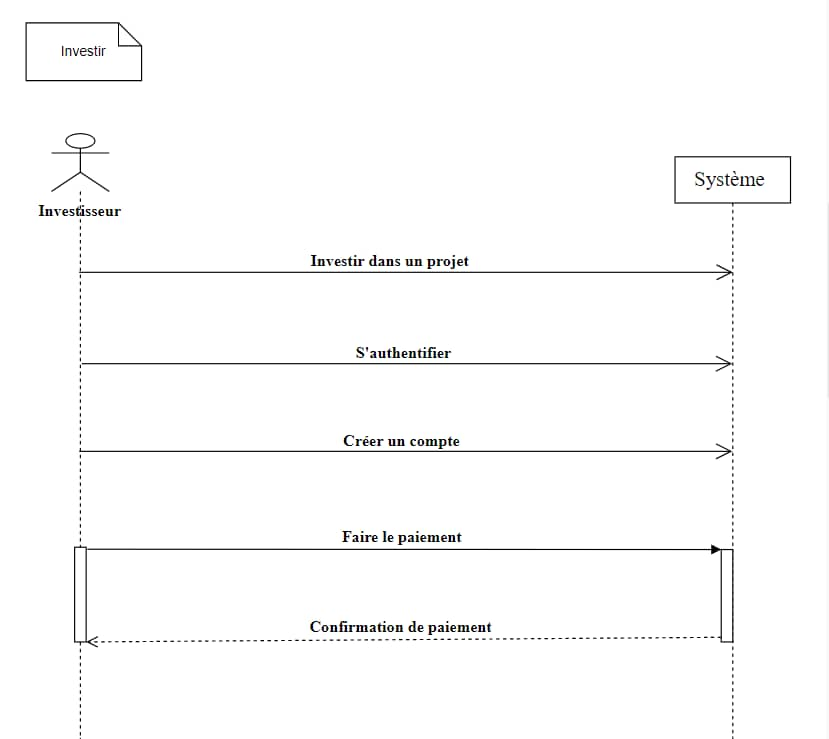 Investir
Système
Investisseur
Investir dans un projet
S'authentifier
Créer un compte
Faire le paiement
Confirmation de paiement